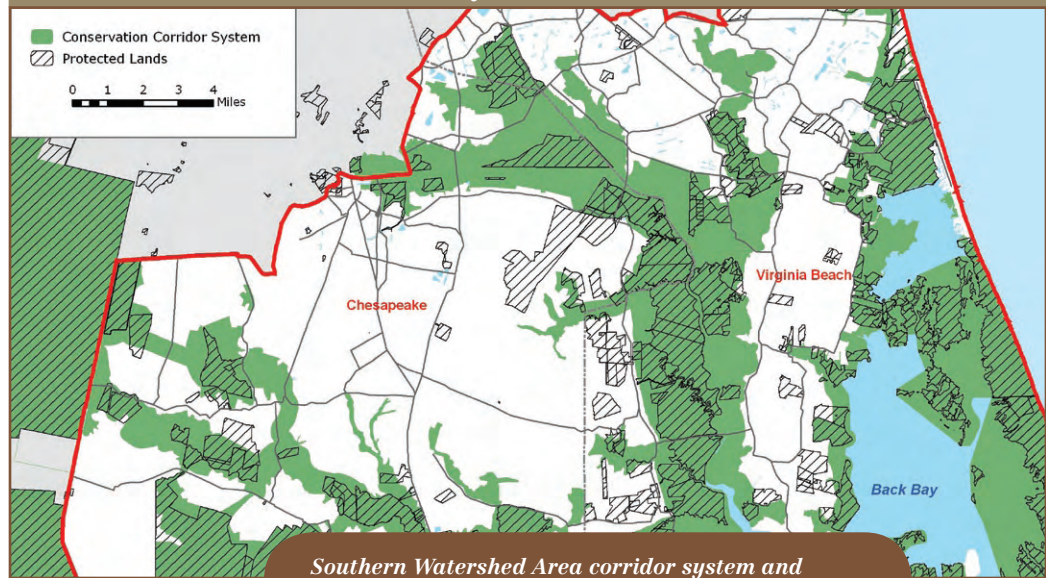 Conservation Corridor System
Protected Lands
0 1 2 3 4
Miles
Virginia Beach
Chesapeake
Back Bay
Southern Watershed Area corridor system and